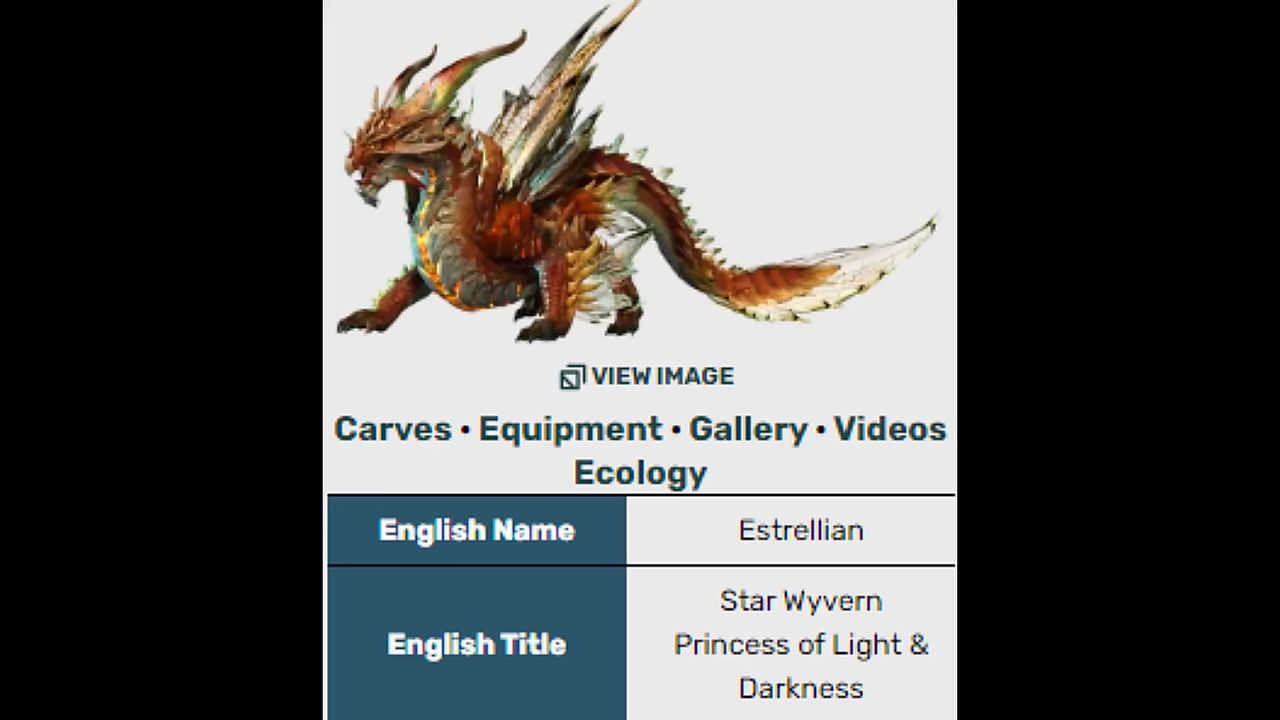 VIEW IMAGE
Carves • Equipment • Gallery • Videos
Ecology
English Name
Estrellian
English Title
Star Wyvern
Princess of Light &
Darkness